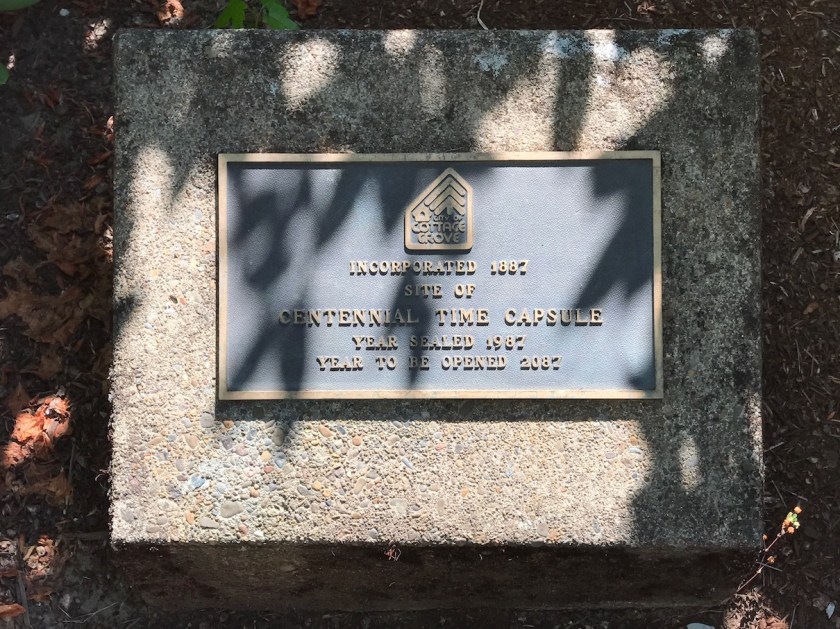 CITY OF
COTTAGE
GROVE
INCORPORATED 1887
SITE OF
CENTENNIAL TIME CAPSULE
YEAR SEALED 1987
YEAR TO BE OPENED 2087